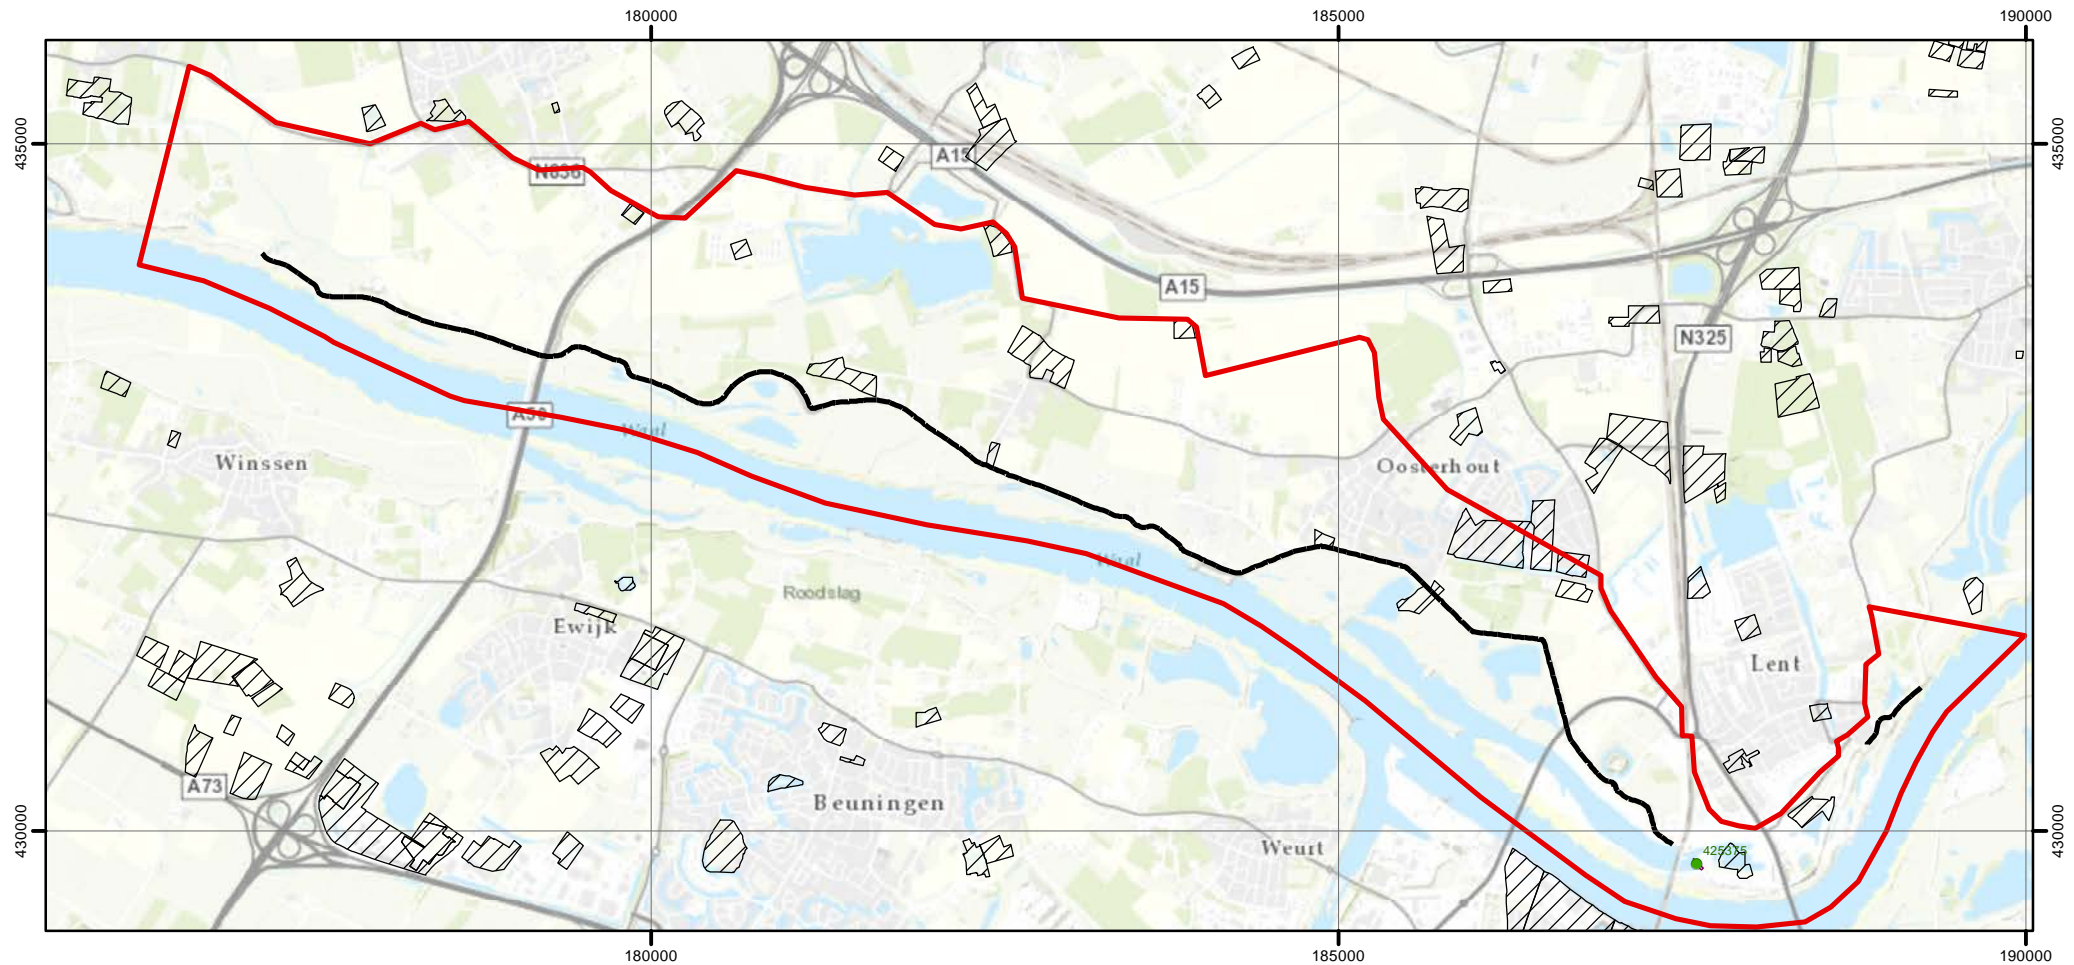 180000
185000
190000
435000
435000
N836
A15
A15
N325
A50
Waal
Winssen
Oosterhout
Waal
Roodslag
Ewijk
Lent
A73
Beuningen
430000
430000
Weurt
425375
180000
185000
190000